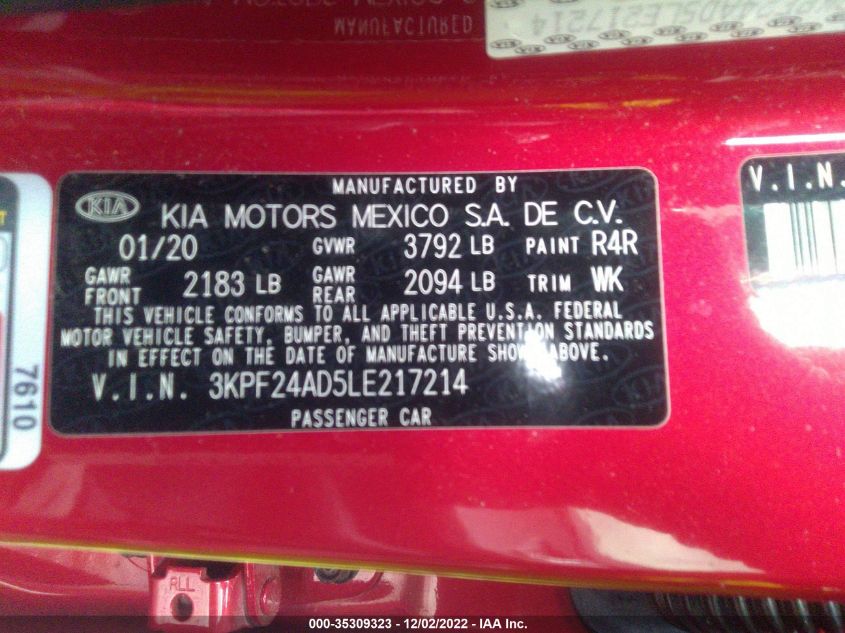 MANUFACTURED
3KPF24AD5LE217214
MANUFACTURED BY
KIA
KIA MOTORS MEXICO S.A. DE C.V.
01/20 GVWR 3792 LB PAINT R4R
GAWR FRONT 2183 LB GAWR REAR 2094 LB TRIM WK
THIS VEHICLE CONFORMS TO ALL APPLICABLE U.S.A. FEDERAL
MOTOR VEHICLE SAFETY, BUMPER, AND THEFT PREVENTION STANDARDS
IN EFFECT ON THE DATE OF MANUFACTURE SHOWN ABOVE.
V.I.N. 3KPF24AD5LE217214
PASSENGER CAR
V.I.N.
7610
RLL
000-35309323 - 12/02/2022 - IAA Inc.